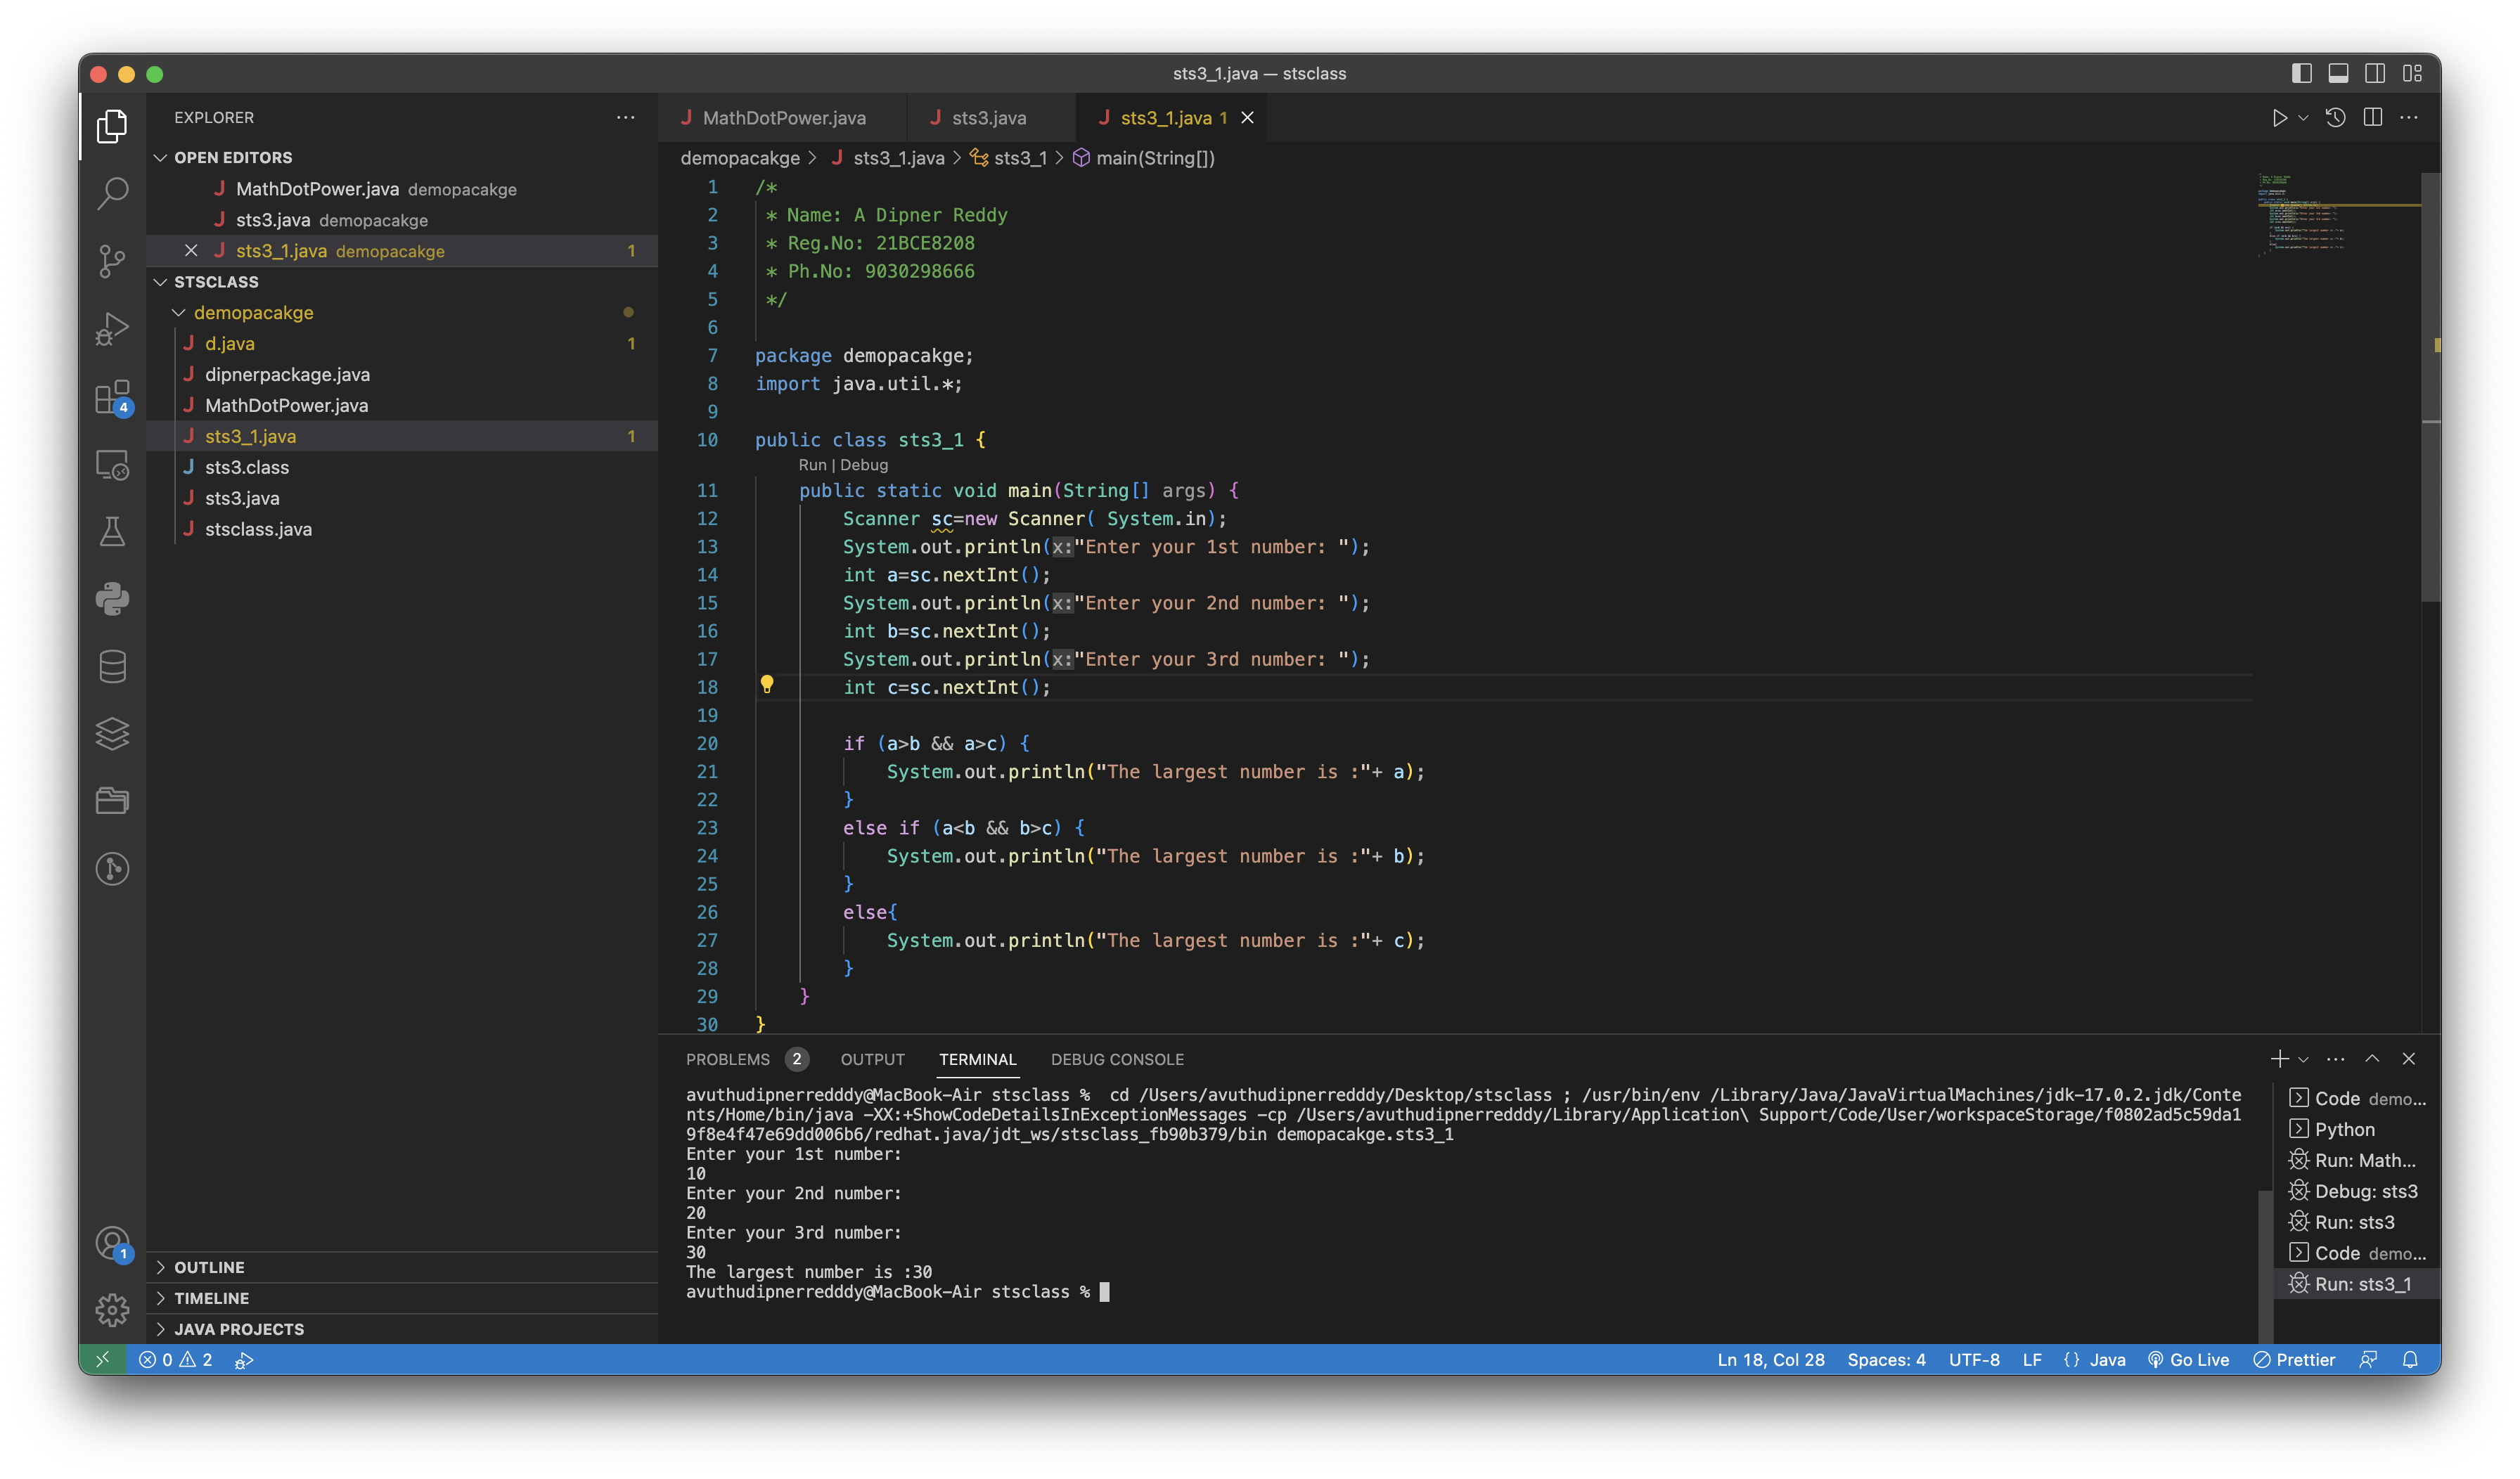 sts3_1.java — stsclass
EXPLORER
OPEN EDITORS
MathDotPower.java demopacakge
sts3.java demopacakge
sts3_1.java demopacakge 1
STSCLASS
demopacakge
d.java 1
dipnerpackage.java
MathDotPower.java
sts3_1.java 1
sts3.class
sts3.java
stsclass.java
OUTLINE
TIMELINE
JAVA PROJECTS
4
1
MathDotPower.java sts3.java sts3_1.java 1
demopacakge > sts3_1.java > sts3_1 > main(String[])
1 /*
2 * Name: A Dipner Reddy
3 * Reg.No: 21BCE8208
4 * Ph.No: 9030298666
5 */
6
7 package demopacakge;
8 import java.util.*;
9
10 public class sts3_1 {
Run | Debug
11 public static void main(String[] args) {
12 Scanner sc=new Scanner( System.in);
13 System.out.println(x:"Enter your 1st number: ");
14 int a=sc.nextInt();
15 System.out.println(x:"Enter your 2nd number: ");
16 int b=sc.nextInt();
17 System.out.println(x:"Enter your 3rd number: ");
18 int c=sc.nextInt();
19
20 if (a>b && a>c) {
21 System.out.println("The largest number is :"+ a);
22 }
23 else if (a<b && b>c) {
24 System.out.println("The largest number is :"+ b);
25 }
26 else{
27 System.out.println("The largest number is :"+ c);
28 }
29 }
30 }
PROBLEMS 2 OUTPUT TERMINAL DEBUG CONSOLE
avuthudipnerredddy@MacBook-Air stsclass % cd /Users/avuthudipnerredddy/Desktop/stsclass ; /usr/bin/env /Library/Java/JavaVirtualMachines/jdk-17.0.2.jdk/Conte
nts/Home/bin/java -XX:+ShowCodeDetailsInExceptionMessages -cp /Users/avuthudipnerredddy/Library/Application\ Support/Code/User/workspaceStorage/f0802ad5c59da1
9f8e4f47e69dd006b6/redhat.java/jdt_ws/stsclass_fb90b379/bin demopacakge.sts3_1
Enter your 1st number:
10
Enter your 2nd number:
20
Enter your 3rd number:
30
The largest number is :30
avuthudipnerredddy@MacBook-Air stsclass %
Code demo...
Python
Run: Math...
Debug: sts3
Run: sts3
Code demo...
Run: sts3_1
0 2
Ln 18, Col 28 Spaces: 4 UTF-8 LF {} Java Go Live Prettier